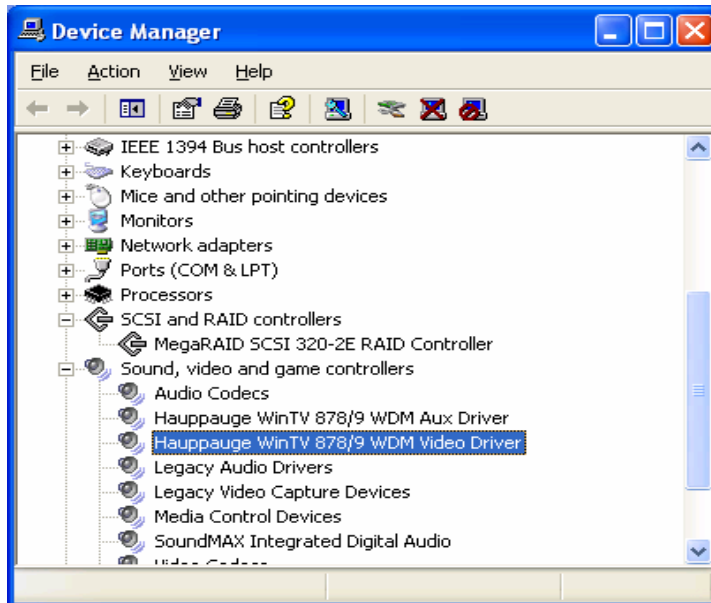 Device Manager
File Action View Help
IEEE 1394 Bus host controllers
Keyboards
Mice and other pointing devices
Monitors
Network adapters
Ports (COM & LPT)
Processors
SCSI and RAID controllers
MegaRAID SCSI 320-2E RAID Controller
Sound, video and game controllers
Audio Codecs
Hauppauge WinTV 878/9 WDM Aux Driver
Hauppauge WinTV 878/9 WDM Video Driver
Legacy Audio Drivers
Legacy Video Capture Devices
Media Control Devices
SoundMAX Integrated Digital Audio
Video Codecs